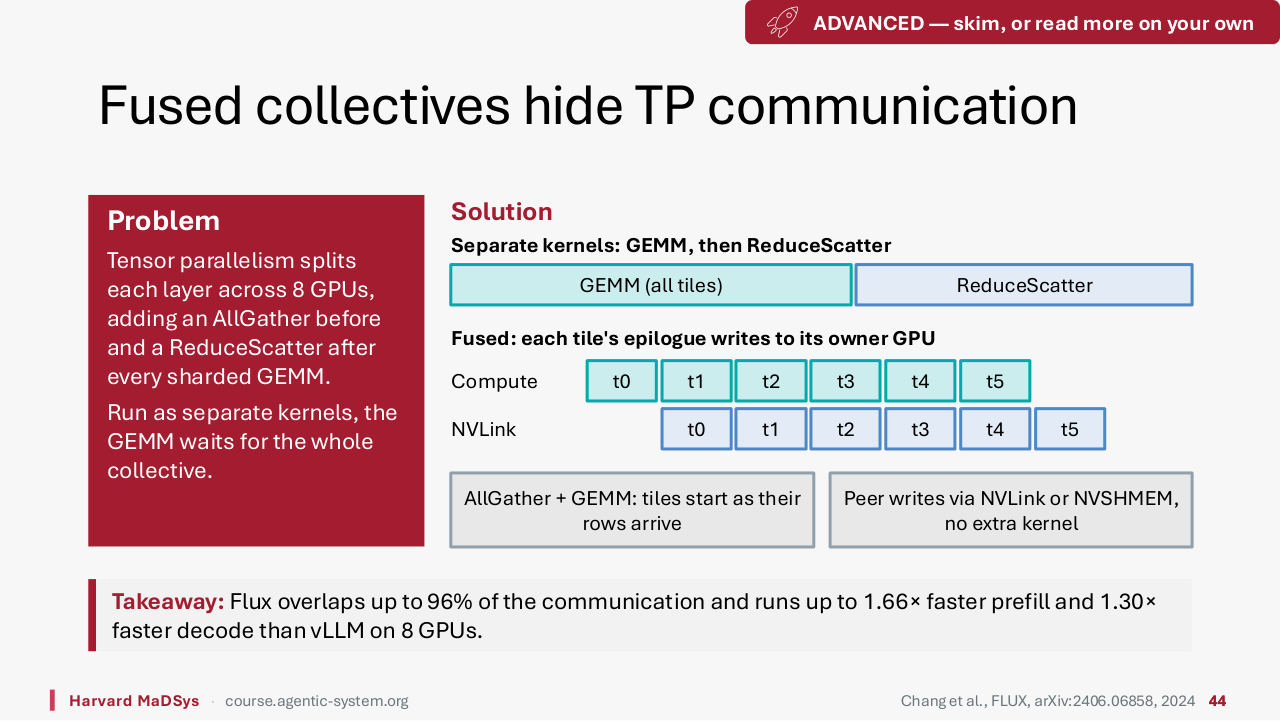 ADVANCED — skim, or read more on your own
Fused collectives hide TP communication
Problem
Tensor parallelism splits
each layer across 8 GPUs,
adding an AllGather before
and a ReduceScatter after
every sharded GEMM.
Run as separate kernels, the
GEMM waits for the whole
collective.
Solution
Separate kernels: GEMM, then ReduceScatter
GEMM (all tiles) ReduceScatter
Fused: each tile's epilogue writes to its owner GPU
Compute t0 t1 t2 t3 t4 t5
NVLink t0 t1 t2 t3 t4 t5
AllGather + GEMM: tiles start as their
rows arrive
Peer writes via NVLink or NVSHMEM,
no extra kernel
Takeaway: Flux overlaps up to 96% of the communication and runs up to 1.66× faster prefill and 1.30×
faster decode than vLLM on 8 GPUs.
Harvard MaDSys · course.agentic-system.org
Chang et al., FLUX, arXiv:2406.06858, 2024 44